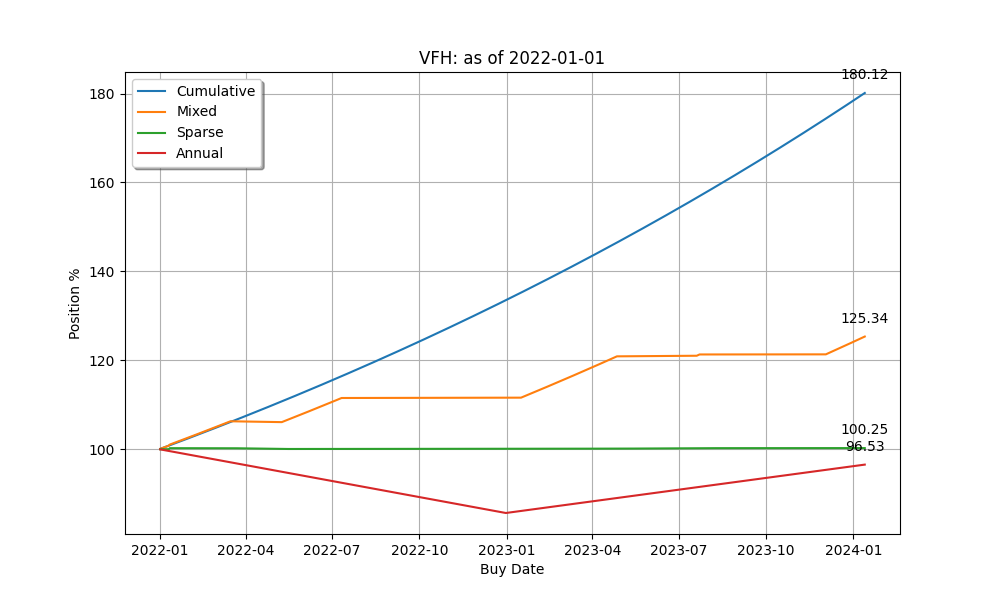 VFH: as of 2022-01-01
180.12
Cumulative
Mixed
Sparse
Annual
180
160
140
120
100
125.34
100.25
96.53
Position %
2022-01
2022-04
2022-07
2022-10
2023-01
2023-04
2023-07
2023-10
2024-01
Buy Date